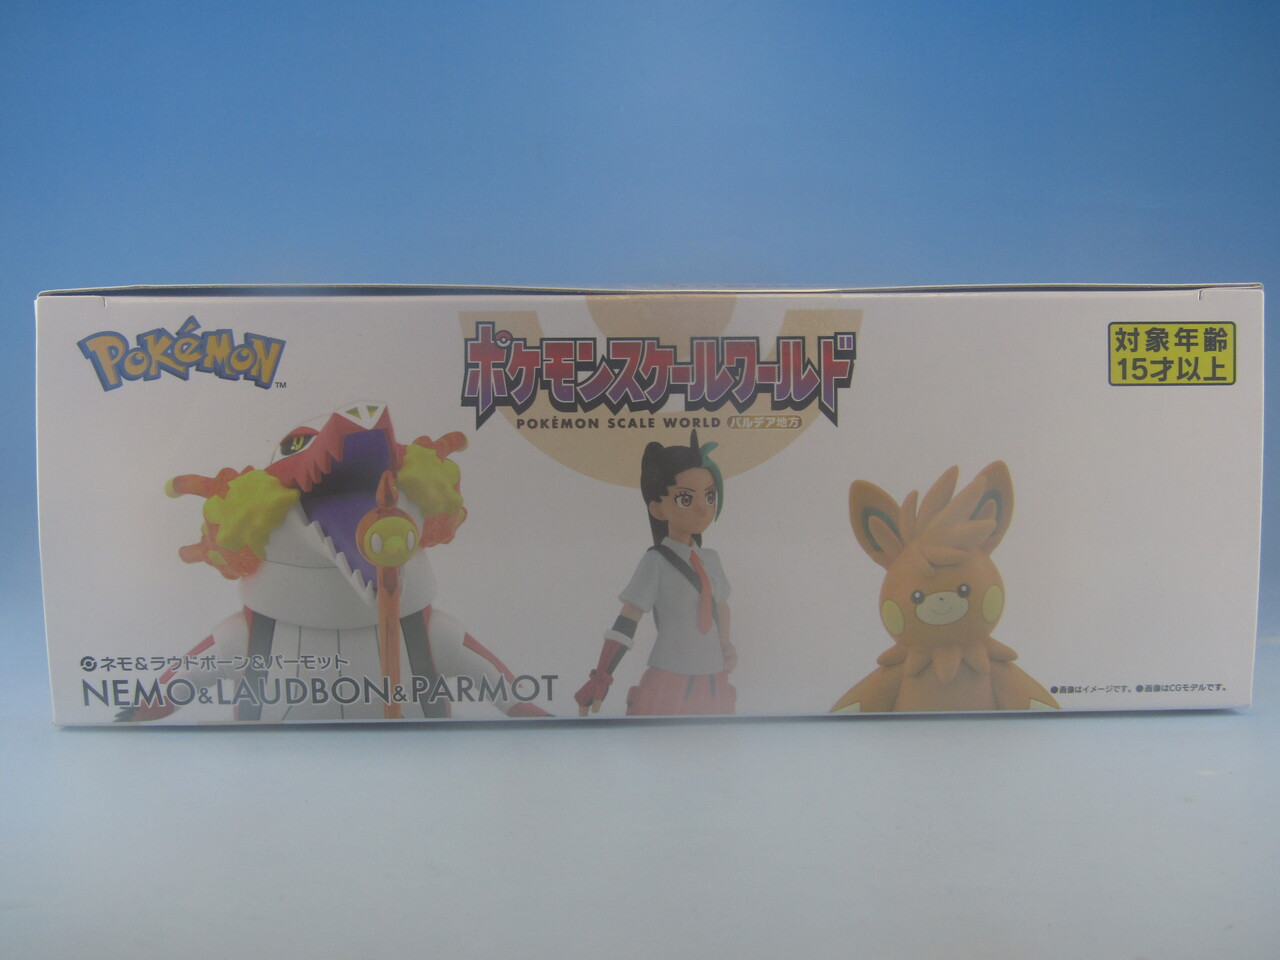 POKéMON
TM
ポケモンスケールワールド
POKÉMON SCALE WORLD パルデア地方
対象年齢
15才以上
ネモ&ラウドボーン&パーモット
NEMO&LAUDBON&PARMOT
●画像はイメージです。●画像はCGモデルです。